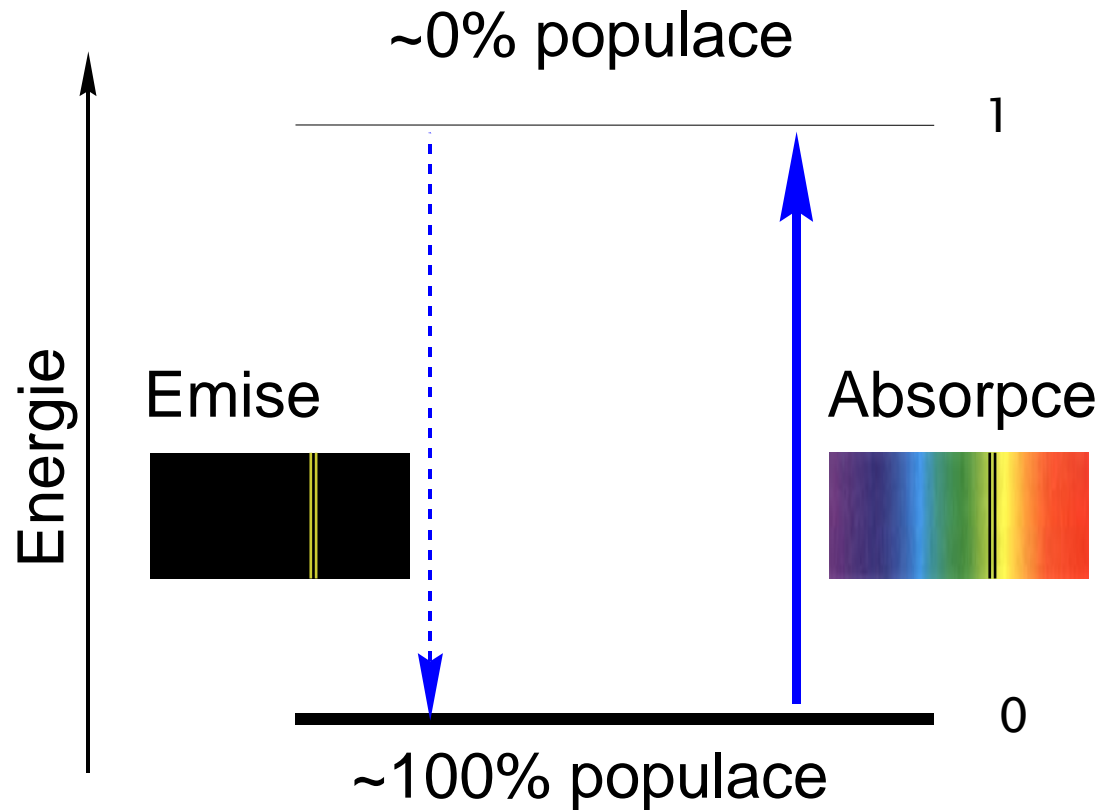 ~0% populace
1
Energie
Emise
Absorpce
0
~100% populace